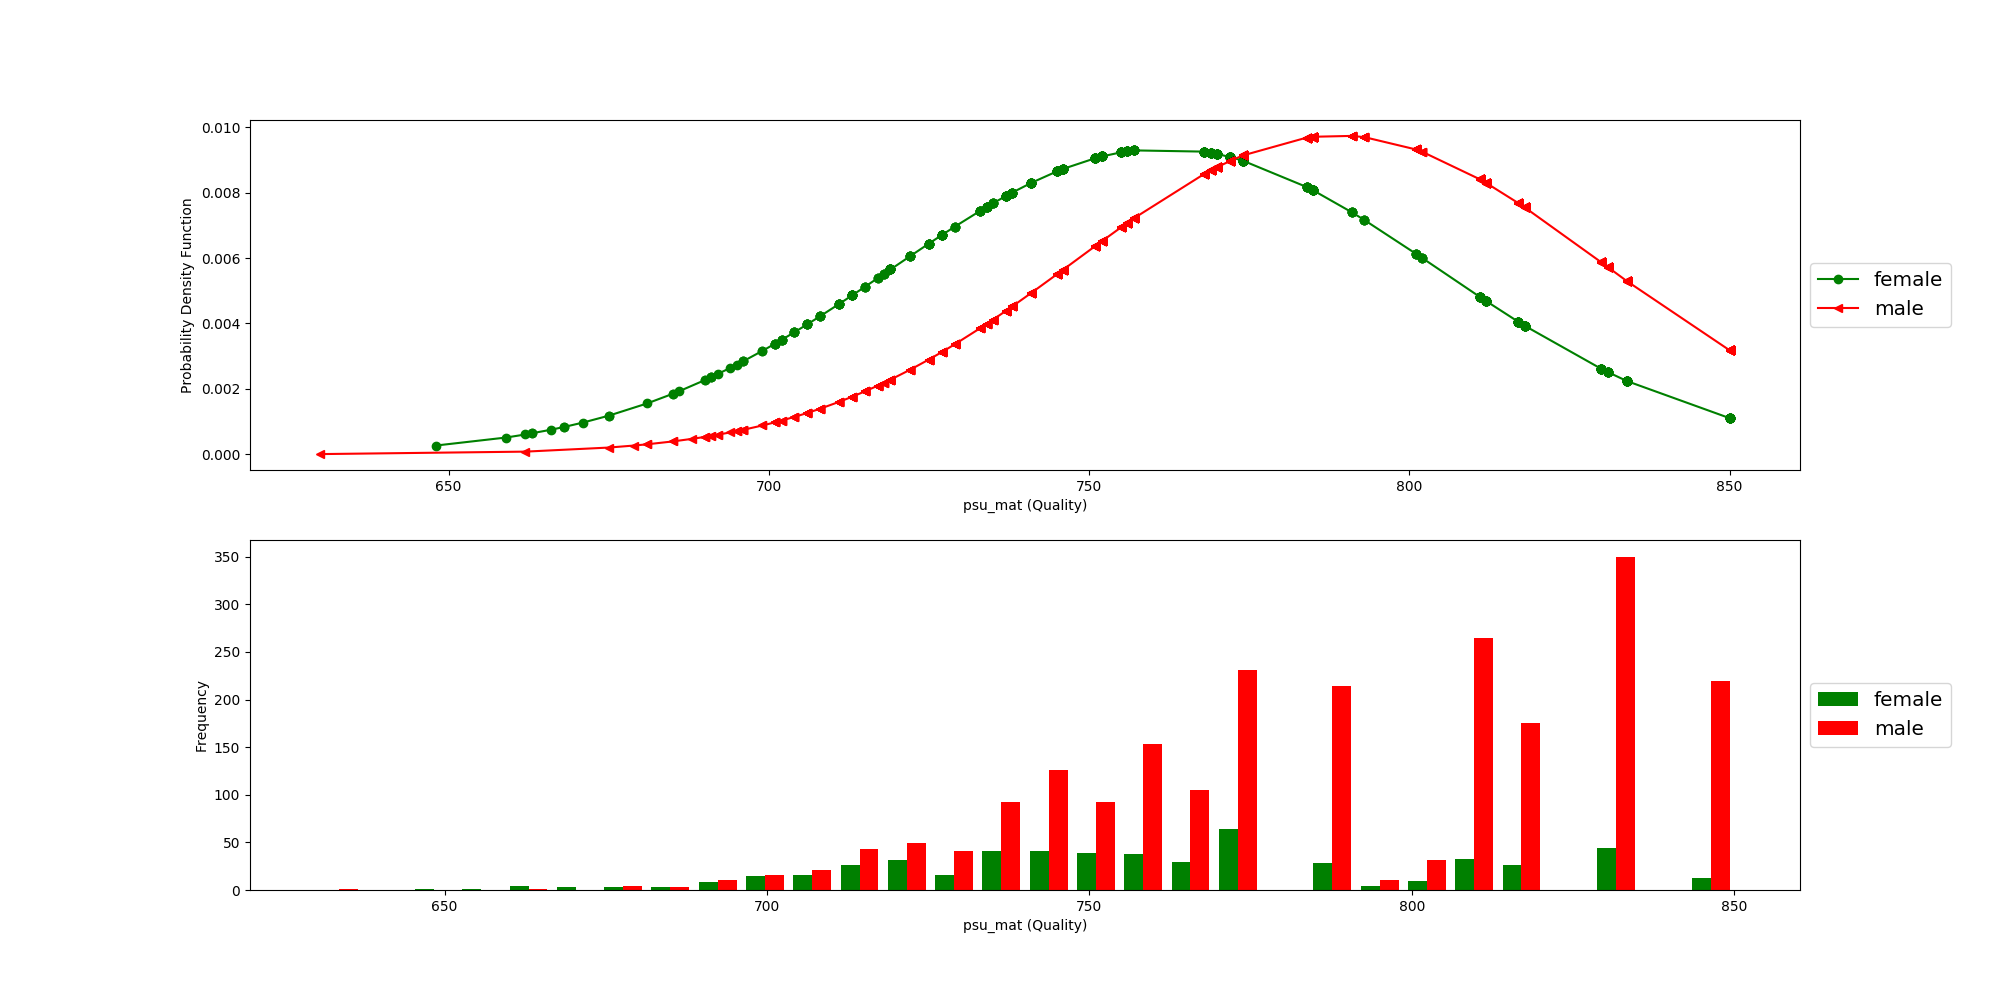 0.010
0.008
0.006
0.004
0.002
0.000
Probability Density Function
650 700 750 800 850
psu_mat (Quality)
female
male
350
300
250
200
150
100
50
0
Frequency
650 700 750 800 850
psu_mat (Quality)
female
male